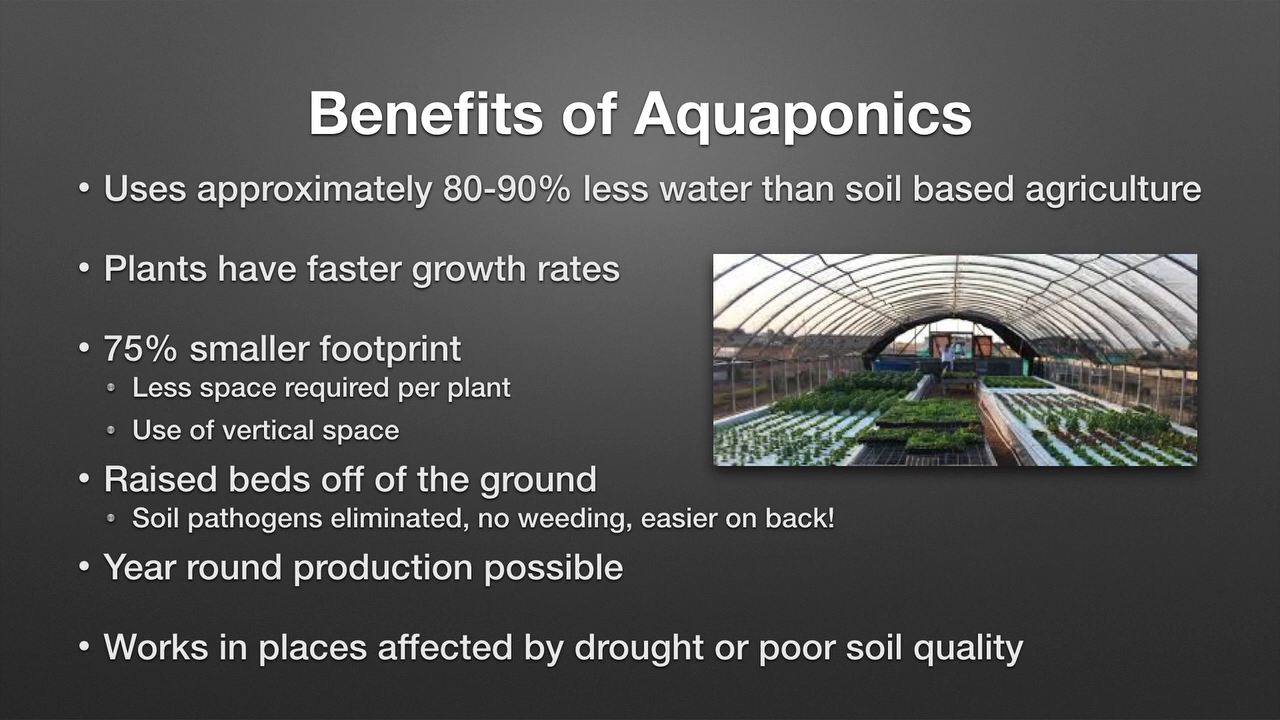 Benefits of Aquaponics
• Uses approximately 80-90% less water than soil based agriculture
• Plants have faster growth rates
• 75% smaller footprint
• Less space required per plant
• Use of vertical space
• Raised beds off of the ground
• Soil pathogens eliminated, no weeding, easier on back!
• Year round production possible
• Works in places affected by drought or poor soil quality